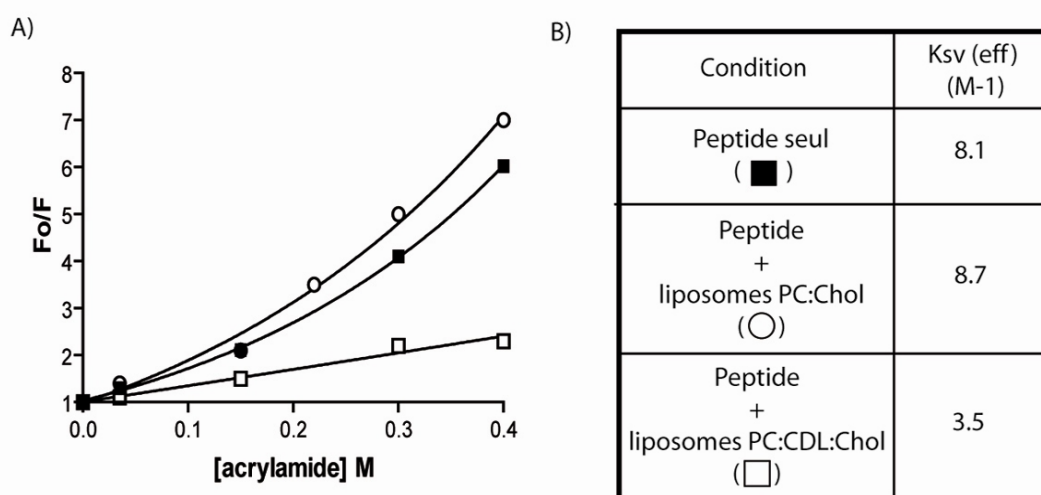 A)
8
7
6
5
4
3
2
1
Fo/F
0.0 0.1 0.2 0.3 0.4
[acrylamide] M
B)
Condition
Ksv (eff)
(M-1)
Peptide seul
( ■ )
8.1
Peptide
+
liposomes PC:Chol
( ○ )
8.7
Peptide
+
liposomes PC:CDL:Chol
( □ )
3.5